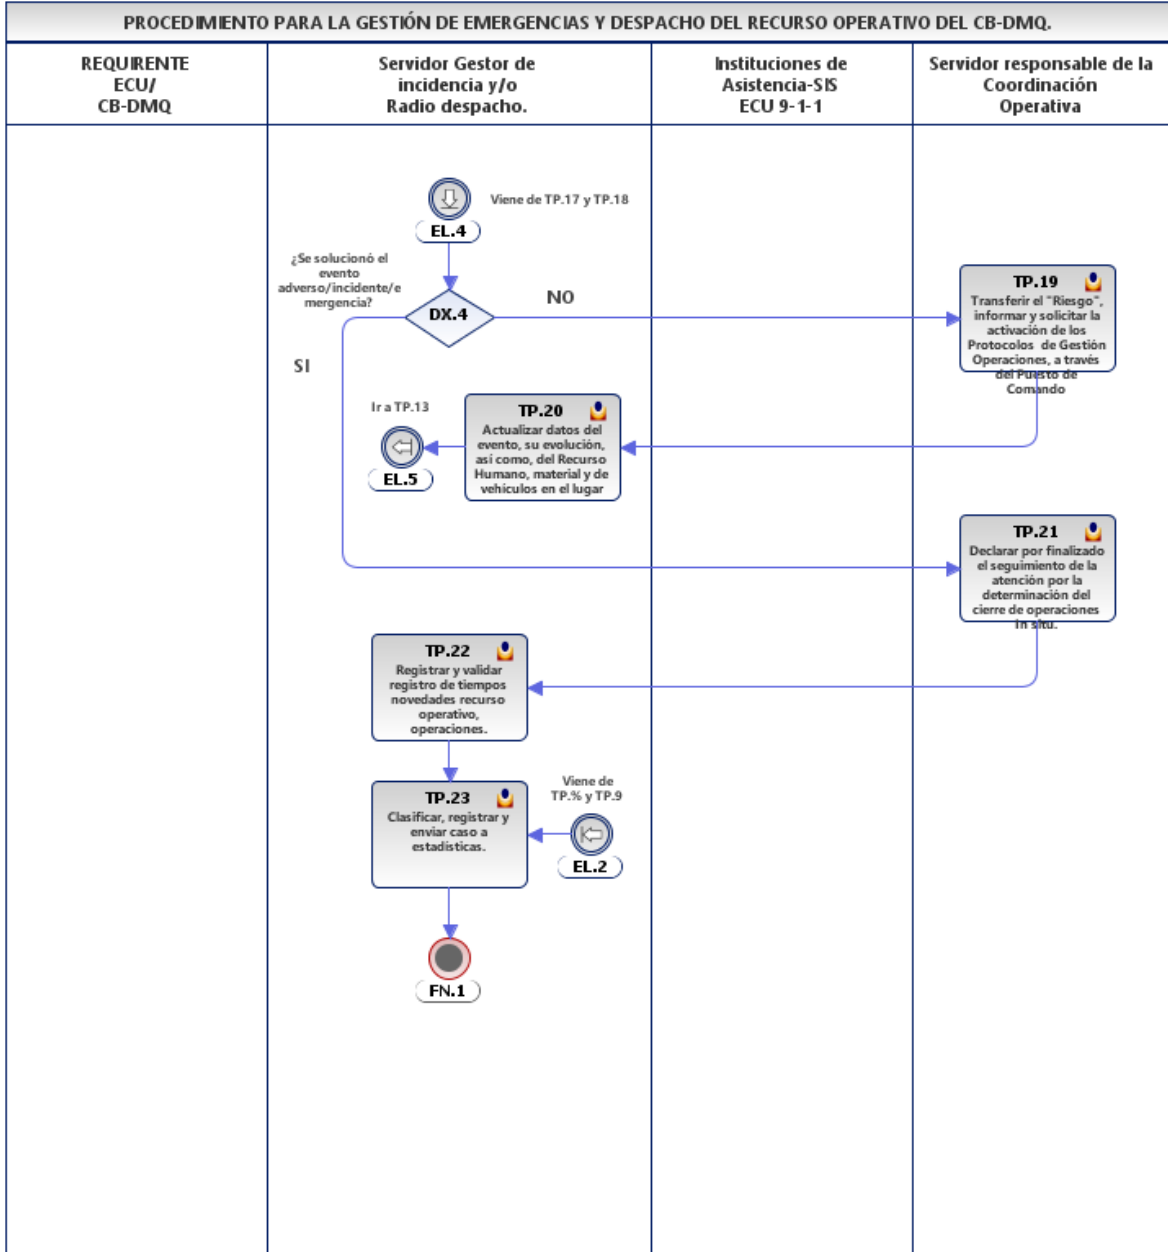 PROCEDIMIENTO PARA LA GESTIÓN DE EMERGENCIAS Y DESPACHO DEL RECURSO OPERATIVO DEL CB-DMQ.
REQUIRENTE
ECU/
CB-DMQ
Servidor Gestor de
incidencia y/o
Radio despacho.
Instituciones de
Asistencia-SIS
ECU 9-1-1
Servidor responsable de la
Coordinación
Operativa
Viene de TP.17 y TP.18
EL.4
¿Se solucionó el
evento
adverso/incidente/e
mergencia?
DX.4
NO
SI
TP.19
Transferir el "Riesgo",
informar y solicitar la
activación de los
Protocolos de Gestión
Operaciones, a través
del Puesto de
Comando
Ir a TP.13
EL.5
TP.20
Actualizar datos del
evento, su evolución,
así como, del Recurso
Humano, material y de
vehículos en el lugar
TP.21
Declarar por finalizado
el seguimiento de la
atención por la
determinación del
cierre de operaciones
in situ.
TP.22
Registrar y validar
registro de tiempos
novedades recurso
operativo,
operaciones.
TP.23
Clasificar, registrar y
enviar caso a
estadísticas.
Viene de
TP.% y TP.9
EL.2
FN.1